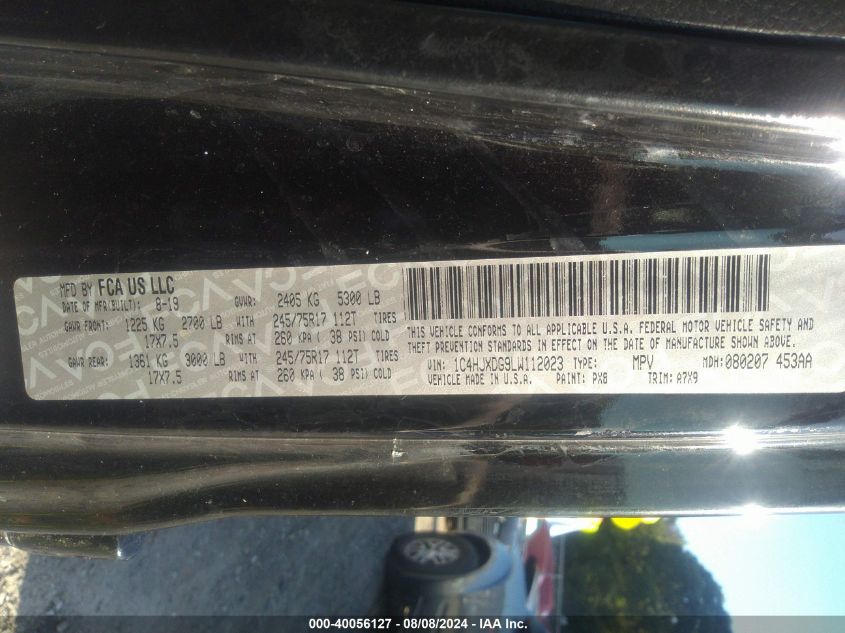 MFD BY FCA US LLC
DATE OF MFR(BUILT): 8-19 GVWR: 2405 KG 5300 LB
GAWR FRONT: 1225 KG 2700 LB WITH 245/75R17 112T TIRES
17X7.5 RIMS AT 260 KPA ( 38 PSI) COLD
GAWR REAR: 1361 KG 3000 LB WITH 245/75R17 112T TIRES
17X7.5 RIMS AT 260 KPA ( 38 PSI) COLD
THIS VEHICLE CONFORMS TO ALL APPLICABLE U.S.A. FEDERAL MOTOR VEHICLE SAFETY AND
THEFT PREVENTION STANDARDS IN EFFECT ON THE DATE OF MANUFACTURE SHOWN ABOVE.
VIN: 1C4HJXDG9LW112023 TYPE: MPV MDH: 080207 453AA
VEHICLE MADE IN U.S.A. PAINT: PX8 TRIM: A7X9
000-40056127 - 08/08/2024 - IAAI.com